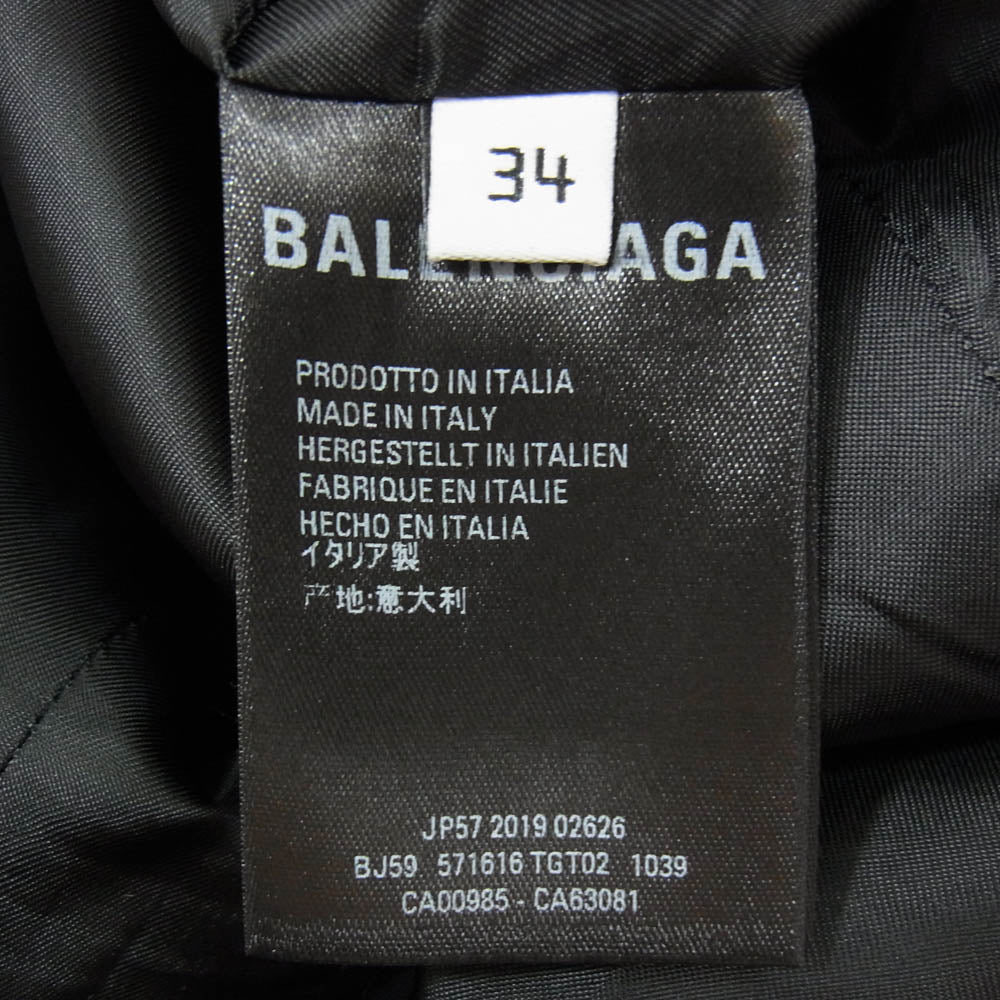 34
BALENCIAGA
PRODOTTO IN ITALIA
MADE IN ITALY
HERGESTELLT IN ITALIEN
FABRIQUE EN ITALIE
HECHO EN ITALIA
イタリア製
产地:意大利
JP57 2019 02626
BJ59 571616 TGT02 1039
CA00985 - CA63081